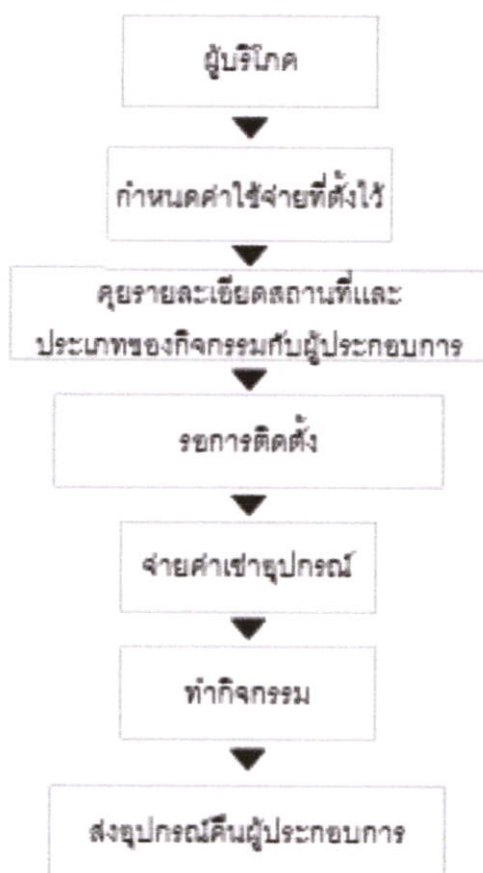 ผู้บริโภค
กำหนดค่าใช้จ่ายที่ตั้งไว้
คุยรายละเอียดสถานที่และ
ประเภทของกิจกรรมกับผู้ประกอบการ
รอการติดตั้ง
จ่ายค่าเช่าอุปกรณ์
ทำกิจกรรม
ส่งอุปกรณ์คืนผู้ประกอบการ